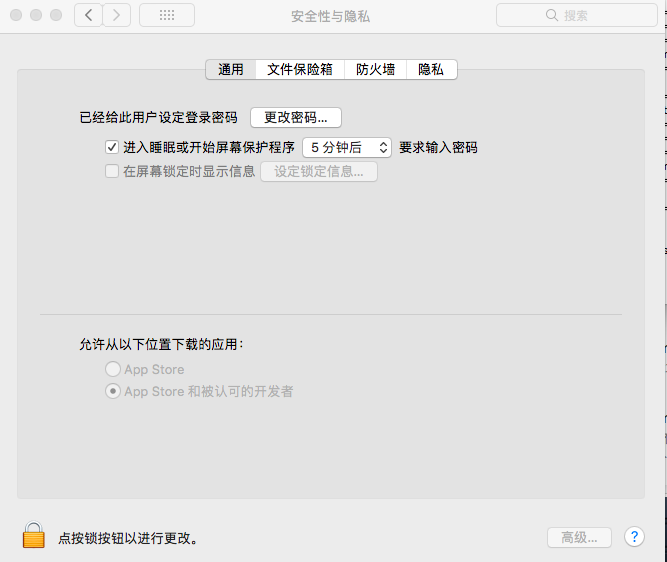 安全性与隐私
搜索
通用 文件保险箱 防火墙 隐私
已经给此用户设定登录密码 更改密码...
进入睡眠或开始屏幕保护程序 5 分钟后 要求输入密码
在屏幕锁定时显示信息 设定锁定信息...
允许从以下位置下载的应用：
App Store
App Store 和被认可的开发者
点按锁按钮以进行更改。
高级... ?